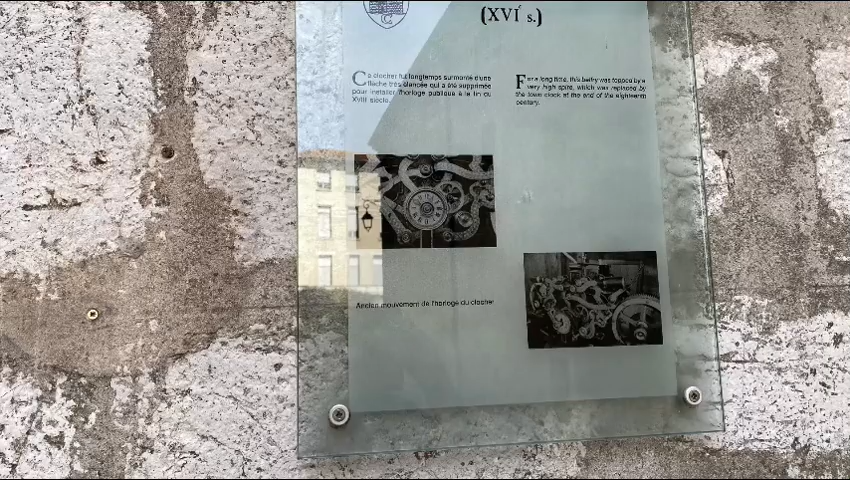 (XVIᵉ s.)
Ce clocher fut longtemps surmonté d'une
flèche très élancée qui a été supprimée
pour installer l'horloge publique à la fin du
XVIIIᵉ siècle.
For a long time, this belfry was topped by a
very high spire, which was replaced by
the town clock at the end of the eighteenth
century.
Ancien mouvement de l'horloge du clocher